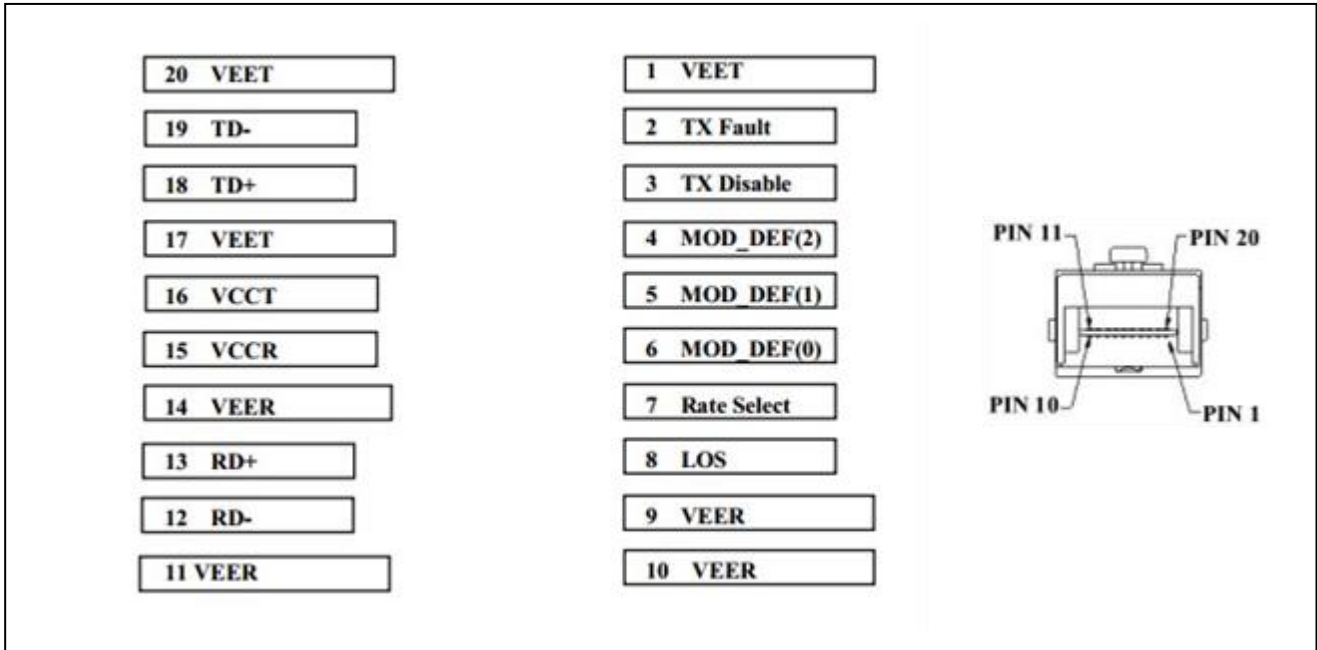 20 VEET
19 TD-
18 TD+
17 VEET
16 VCCT
15 VCCR
14 VEER
13 RD+
12 RD-
11 VEER
1 VEET
2 TX Fault
3 TX Disable
4 MOD_DEF(2)
5 MOD_DEF(1)
6 MOD_DEF(0)
7 Rate Select
8 LOS
9 VEER
10 VEER
PIN 11
PIN 20
PIN 10
PIN 1